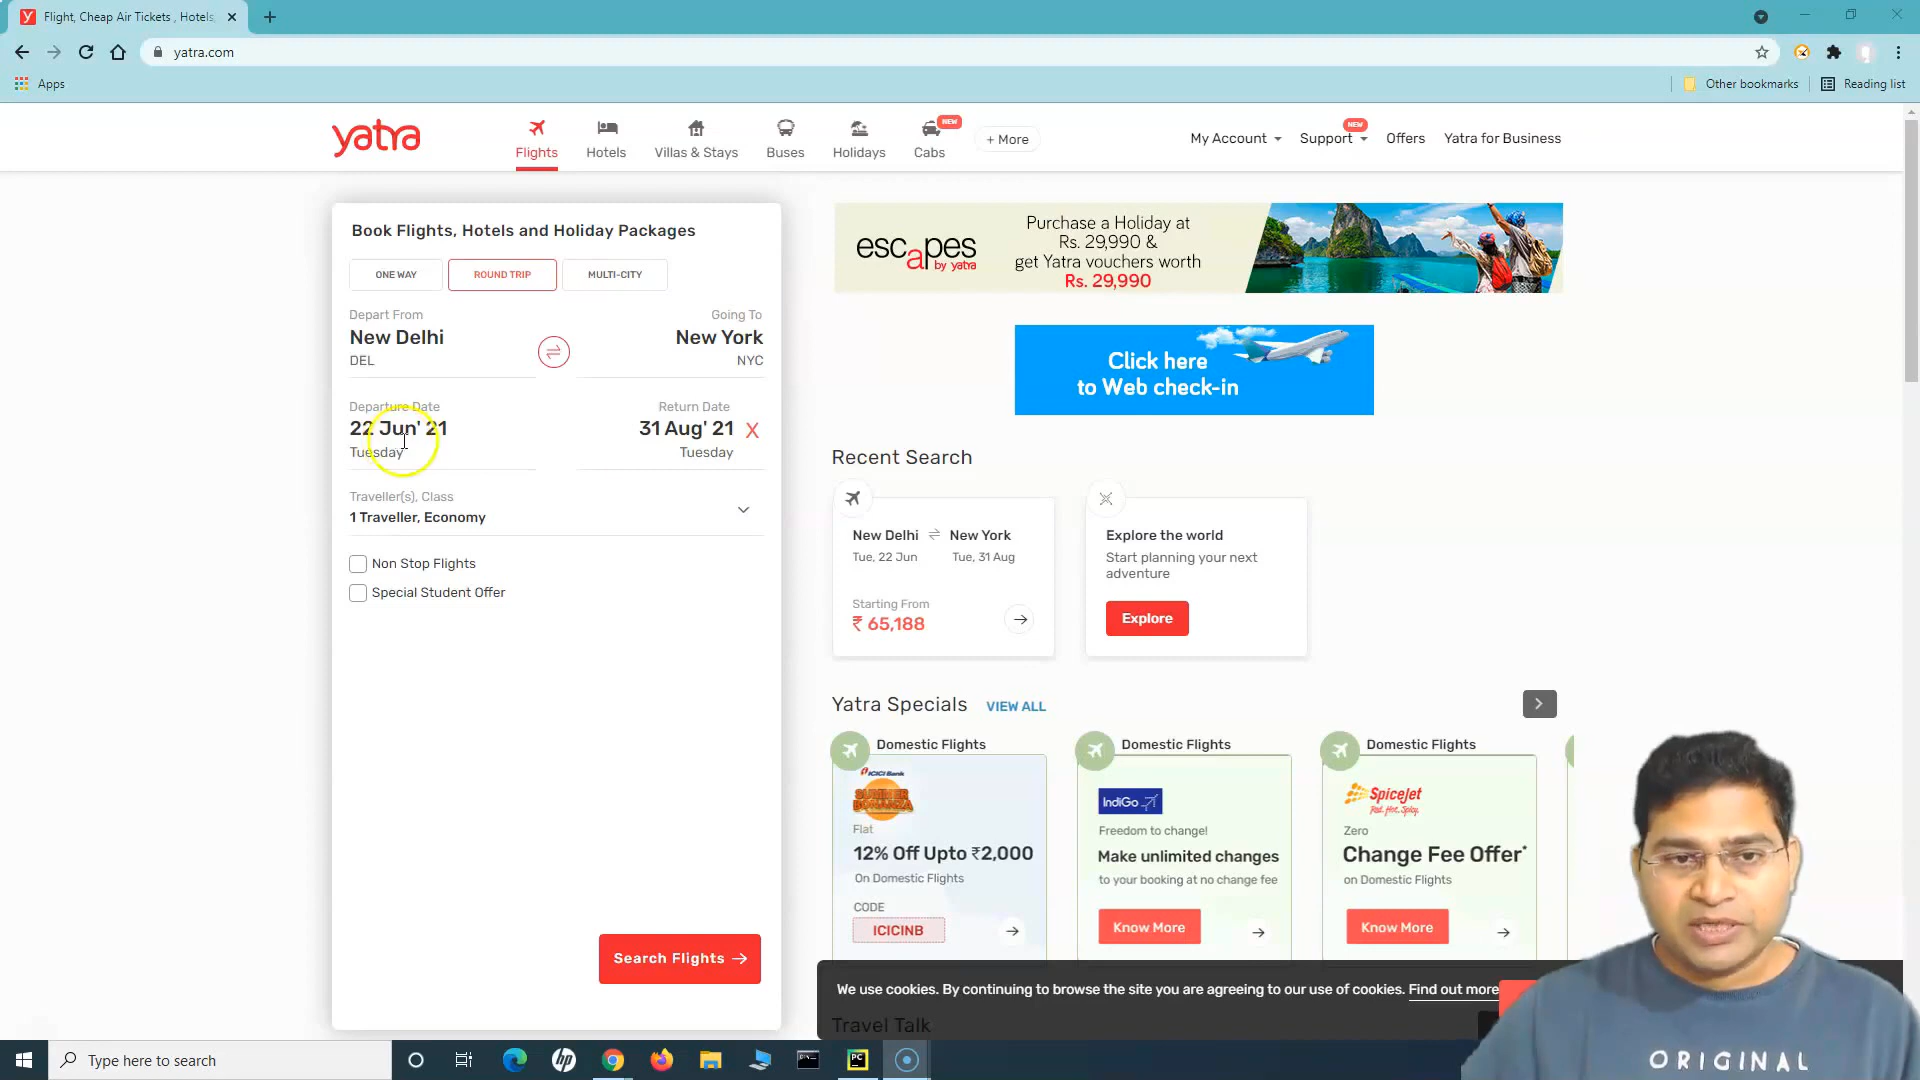 Flight, Cheap Air Tickets , Hotels,
yatra.com
Apps
Other bookmarks
Reading list
yatra
Flights
Hotels
Villas & Stays
Buses
Holidays
NEW
Cabs
+ More
My Account
NEW
Support
Offers
Yatra for Business
Book Flights, Hotels and Holiday Packages
ONE WAY
ROUND TRIP
MULTI-CITY
Depart From
New Delhi
DEL
Going To
New York
NYC
Departure Date
22 Jun' 21
Tuesday
Return Date
31 Aug' 21 X
Tuesday
Traveller(s), Class
1 Traveller, Economy
Non Stop Flights
Special Student Offer
Search Flights
escapes
by yatra
Purchase a Holiday at
Rs. 29,990 &
get Yatra vouchers worth
Rs. 29,990
Click here
to Web check-in
Recent Search
New Delhi
New York
Tue, 22 Jun
Tue, 31 Aug
Starting From
₹ 65,188
Explore the world
Start planning your next
adventure
Explore
Yatra Specials
VIEW ALL
Domestic Flights
ICICI Bank
SUMMER
BONANZA
Flat
12% Off Upto ₹2,000
On Domestic Flights
CODE
ICICINB
Domestic Flights
IndiGo
Freedom to change!
Make unlimited changes
to your booking at no change fee
Know More
Domestic Flights
SpiceJet
Red. Hot. Spicy.
Zero
Change Fee Offer*
on Domestic Flights
Know More
We use cookies. By continuing to browse the site you are agreeing to our use of cookies. Find out more
Travel Talk
Type here to search
hp
PC
ORIGINAL